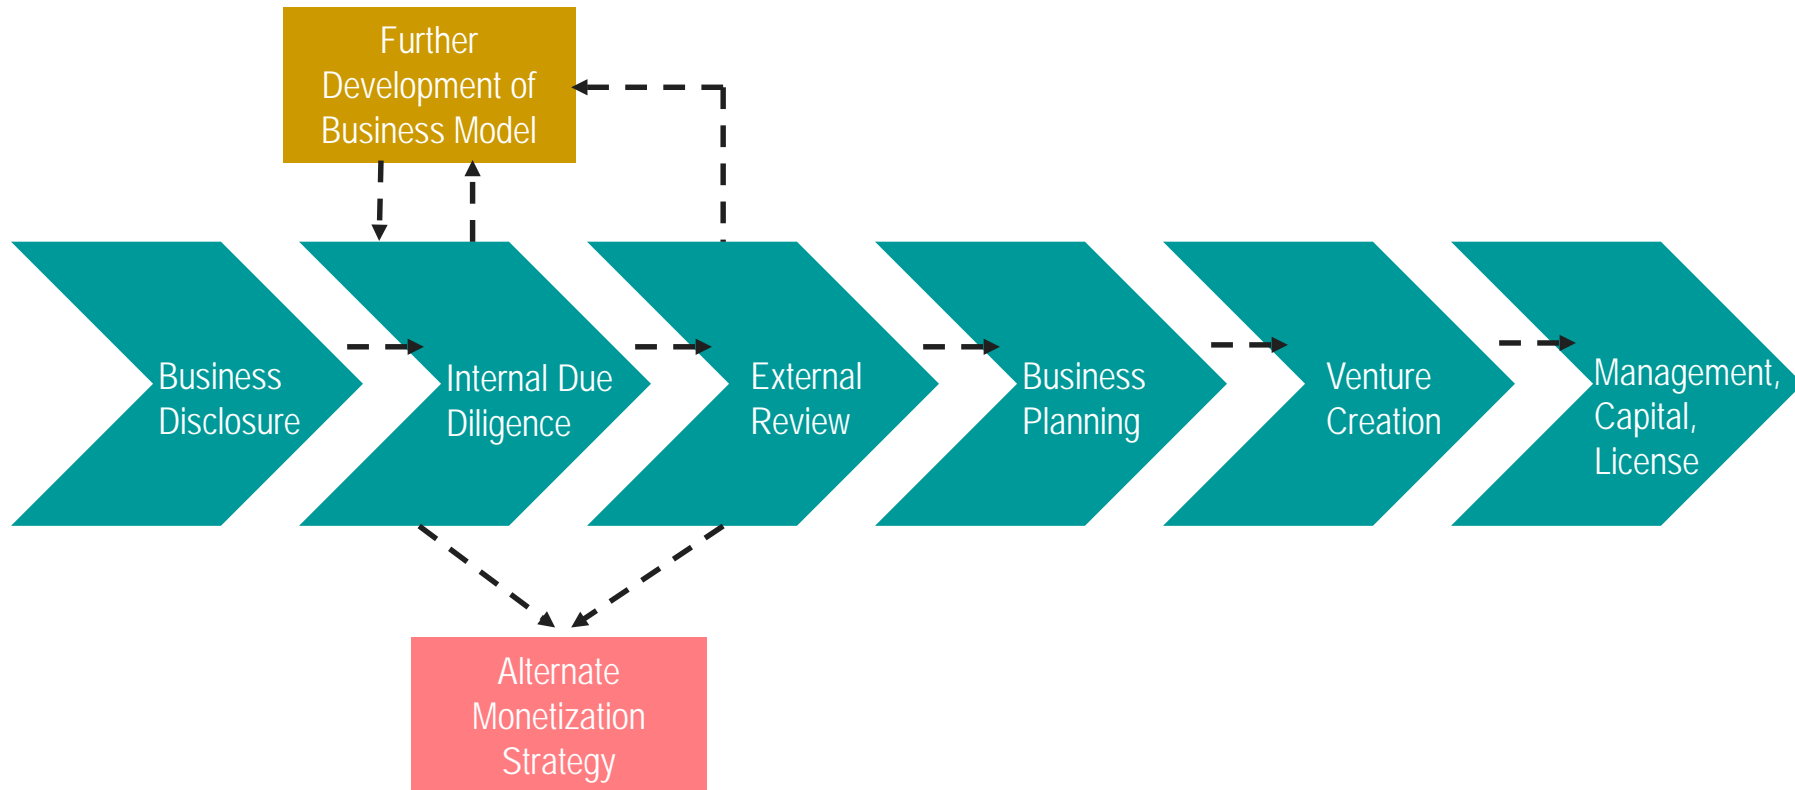 Further
Development of
Business Model
Business
Disclosure
Internal Due
Diligence
External
Review
Business
Planning
Venture
Creation
Management,
Capital,
License
Alternate
Monetization
Strategy